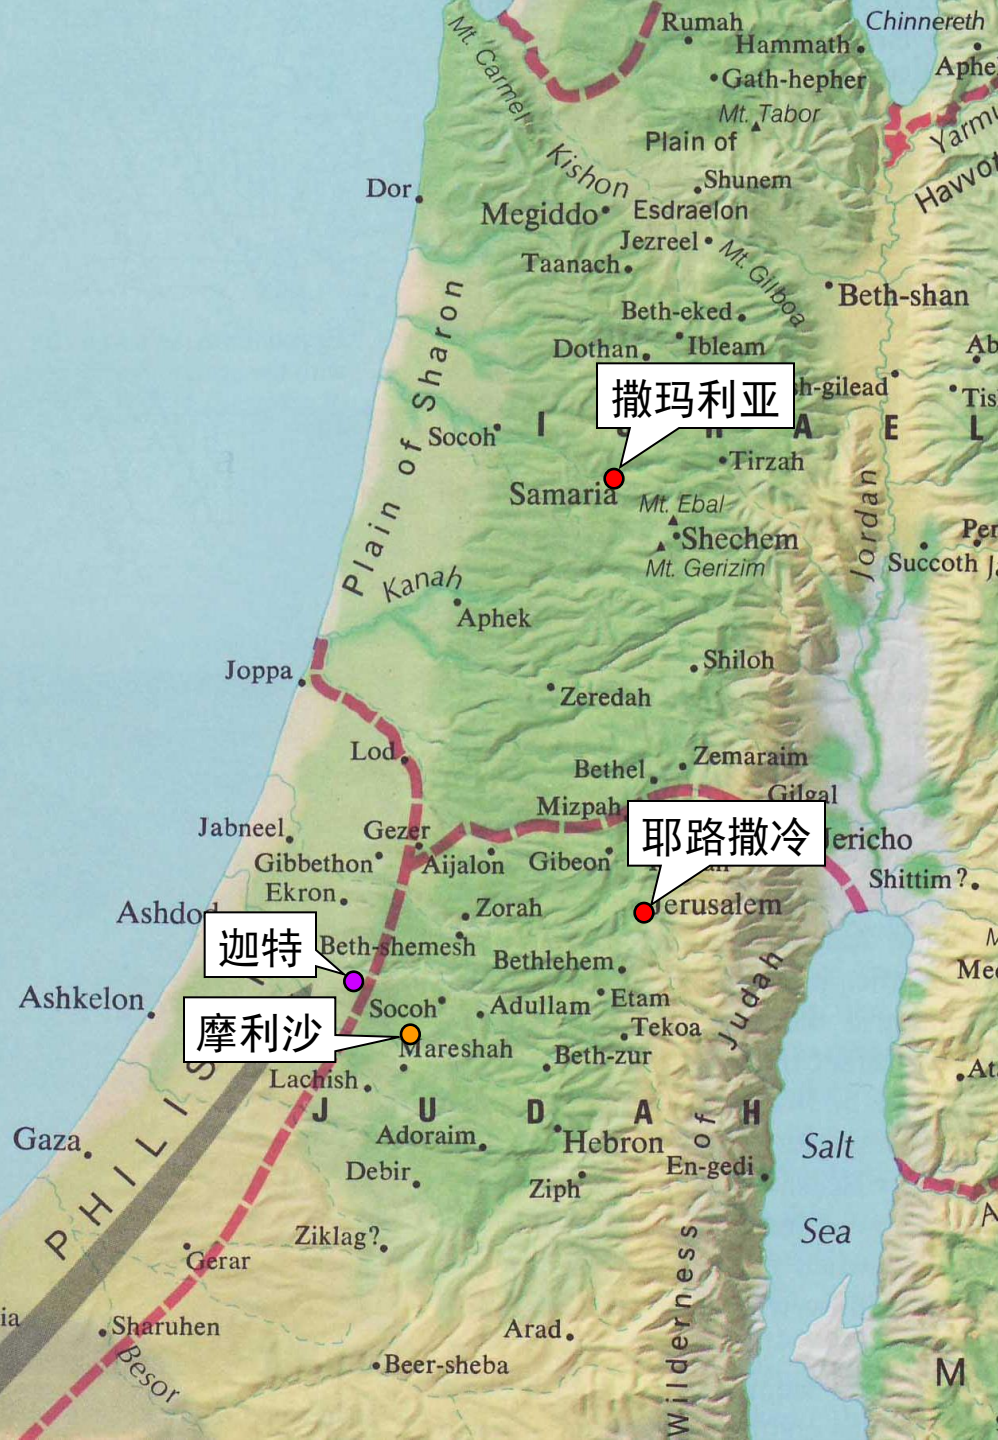 Rumah
Chinnereth
Hammath
Mt. Carmel
Gath-hepher
Mt. Tabor
Plain of
Yarmu
Kishon
Shunem
Havvot
Dor
Megiddo
Esdraelon
Jezreel
Mt. Gilboa
Taanach
Beth-shan
Beth-eked
Ibleam
Dothan
Ab
撒玛利亚
sh-gilead
Tis
Plain of Sharon
Socoh
I
A
E
L
Tirzah
Samaria
Mt. Ebal
Jordan
Shechem
Mt. Gerizim
Succoth
Kanah
Aphek
Joppa
Shiloh
Zeredah
Lod
Zemaraim
Bethel
Gilgal
Mizpah
耶路撒冷
Jabneel
Gezer
Jericho
Gibbethon
Aijalon
Gibeon
Shittim?
Ekron
Zorah
Jerusalem
Ashdod
迦特
Beth-shemesh
Bethlehem
Ashkelon
Socoh
Adullam
Etam
摩利沙
Tekoa
Mareshah
Beth-zur
Lachish
J U D A H
Gaza
Adoraim
Hebron
Salt
Sea
Debir
Ziph
En-gedi
PHILIS
Ziklag?
Wilderness of Judah
Gerar
ia
Sharuhen
Arad
Besor
Beer-sheba
M